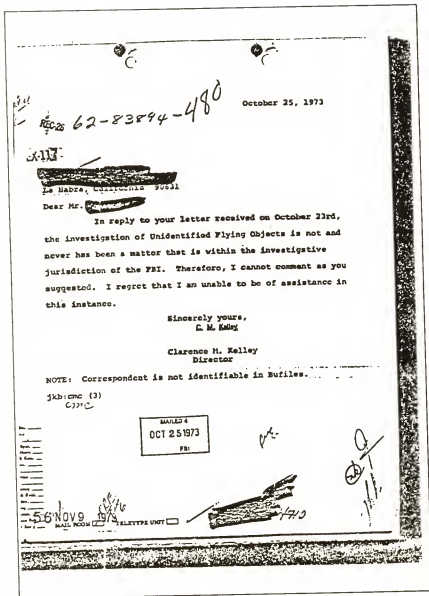 October 25, 1973
REC-26 62-83894-480
EX-117
La Habra, California 90631
Dear Mr.
In reply to your letter received on October 23rd,
the investigation of Unidentified Flying Objects is not and
never has been a matter that is within the investigative
jurisdiction of the FBI. Therefore, I cannot comment as you
suggested. I regret that I am unable to be of assistance in
this instance.
Sincerely yours,
C. M. Kelley
Clarence M. Kelley
Director
NOTE: Correspondent is not identifiable in Bufiles.
jkb:cmc (3)
cmc
MAILED 4
OCT 25 1973
FBI
56 NOV 9 1973
MAIL ROOM TELETYPE UNIT